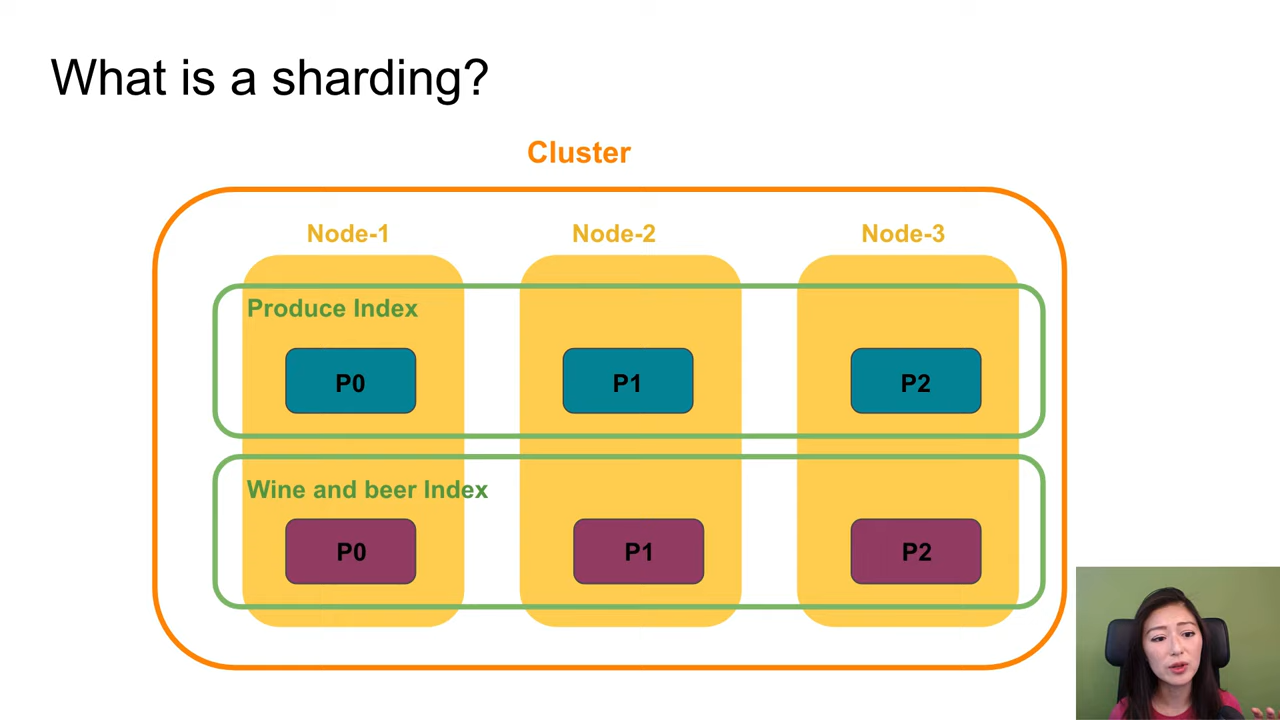 What is a sharding?
Cluster
Node-1 Node-2 Node-3
Produce Index
P0 P1 P2
Wine and beer Index
P0 P1 P2